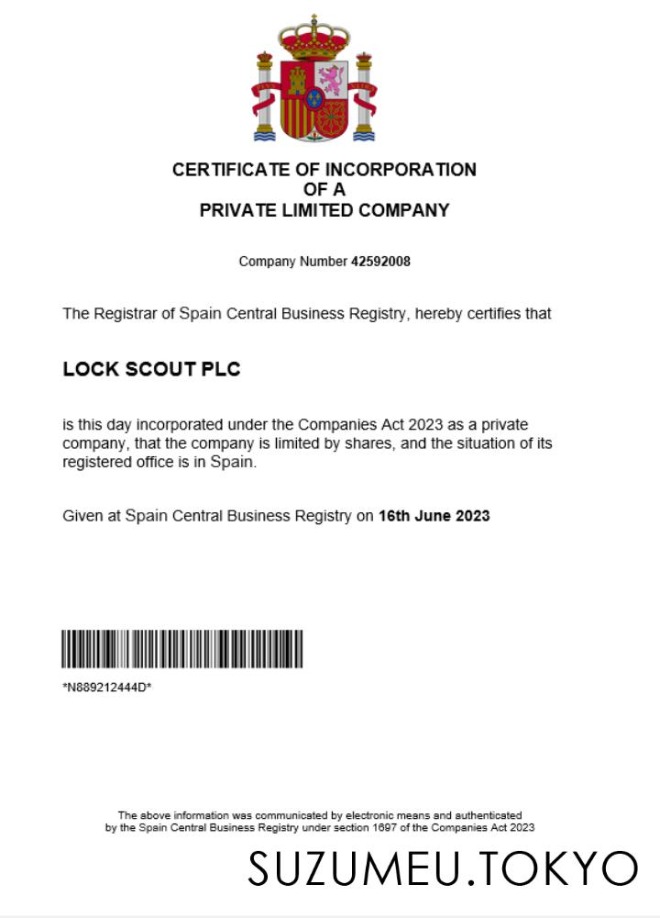 CERTIFICATE OF INCORPORATION
OF A
PRIVATE LIMITED COMPANY
Company Number 42592008
The Registrar of Spain Central Business Registry, hereby certifies that
LOCK SCOUT PLC
is this day incorporated under the Companies Act 2023 as a private
company, that the company is limited by shares, and the situation of its
registered office is in Spain.
Given at Spain Central Business Registry on 16th June 2023
*N889212444D*
The above information was communicated by electronic means and authenticated
by the Spain Central Business Registry under section 1697 of the Companies Act 2023
SUZUMEU.TOKYO